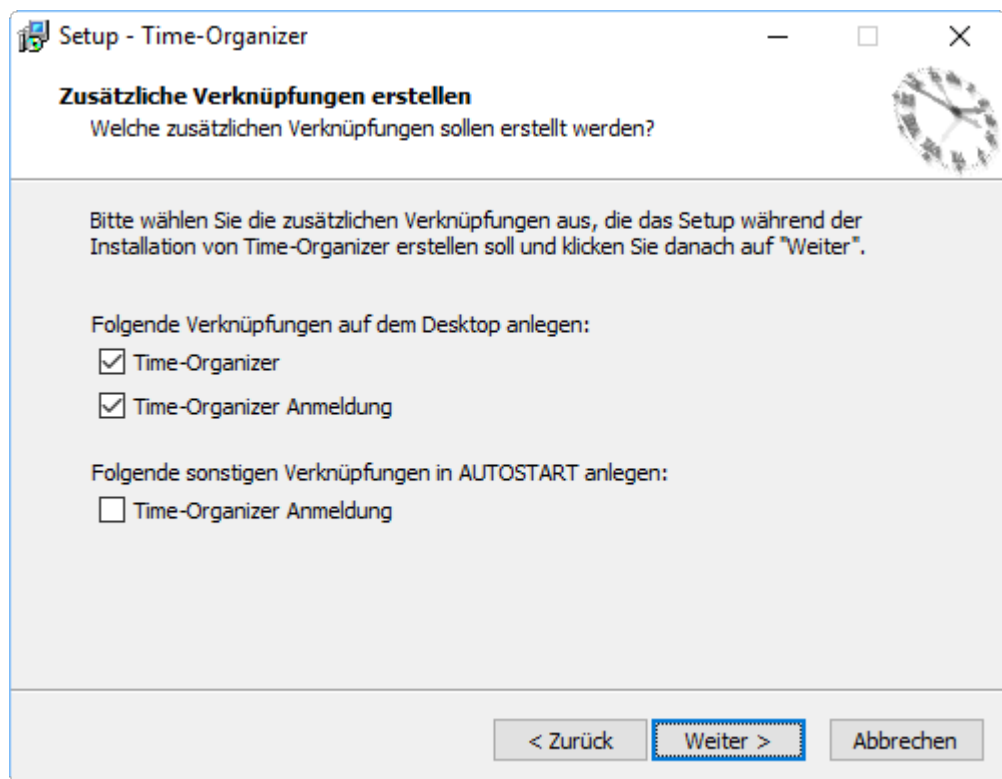 Setup - Time-Organizer
Zusätzliche Verknüpfungen erstellen
Welche zusätzlichen Verknüpfungen sollen erstellt werden?
Bitte wählen Sie die zusätzlichen Verknüpfungen aus, die das Setup während der
Installation von Time-Organizer erstellen soll und klicken Sie danach auf "Weiter".
Folgende Verknüpfungen auf dem Desktop anlegen:
Time-Organizer
Time-Organizer Anmeldung
Folgende sonstigen Verknüpfungen in AUTOSTART anlegen:
Time-Organizer Anmeldung
< Zurück Weiter > Abbrechen